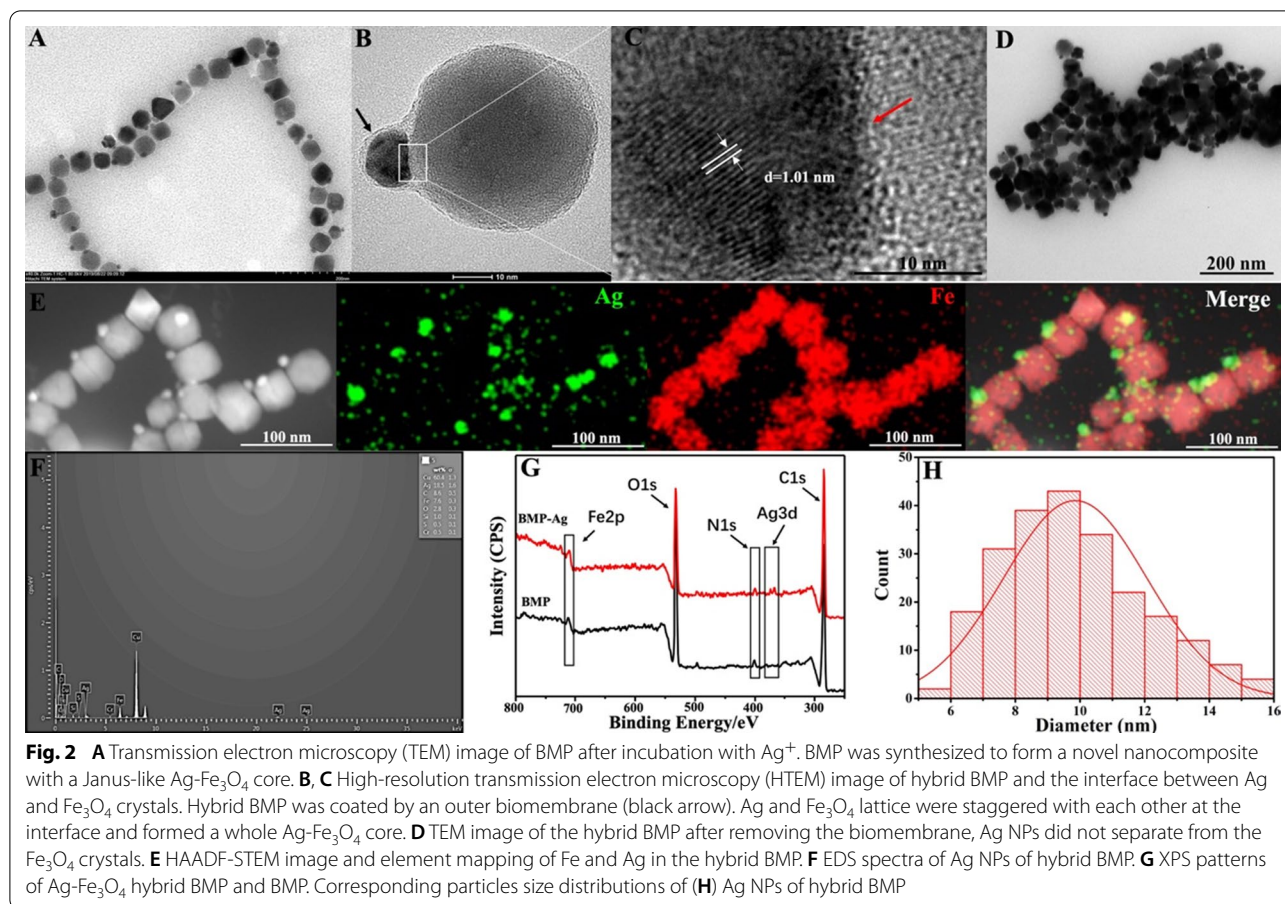 A
B
C
D
d=1.01 nm
10 nm
10 nm
200 nm
E
Ag
Fe
Merge
100 nm
100 nm
100 nm
100 nm
F
G
O1s
C1s
Fe2p
N1s
Ag3d
BMP-Ag
BMP
Intensity (CPS)
800 700 600 500 400 300
Binding Energy/eV
H
50
40
30
20
10
0
Count
5 6 8 10 12 14 16
Diameter (nm)
Fig. 2 A Transmission electron microscopy (TEM) image of BMP after incubation with Ag⁺. BMP was synthesized to form a novel nanocomposite
with a Janus-like Ag-Fe₃O₄ core. B, C High-resolution transmission electron microscopy (HTEM) image of hybrid BMP and the interface between Ag
and Fe₃O₄ crystals. Hybrid BMP was coated by an outer biomembrane (black arrow). Ag and Fe₃O₄ lattice were staggered with each other at the
interface and formed a whole Ag-Fe₃O₄ core. D TEM image of the hybrid BMP after removing the biomembrane, Ag NPs did not separate from the
Fe₃O₄ crystals. E HAADF-STEM image and element mapping of Fe and Ag in the hybrid BMP. F EDS spectra of Ag NPs of hybrid BMP. G XPS patterns
of Ag-Fe₃O₄ hybrid BMP and BMP. Corresponding particles size distributions of (H) Ag NPs of hybrid BMP